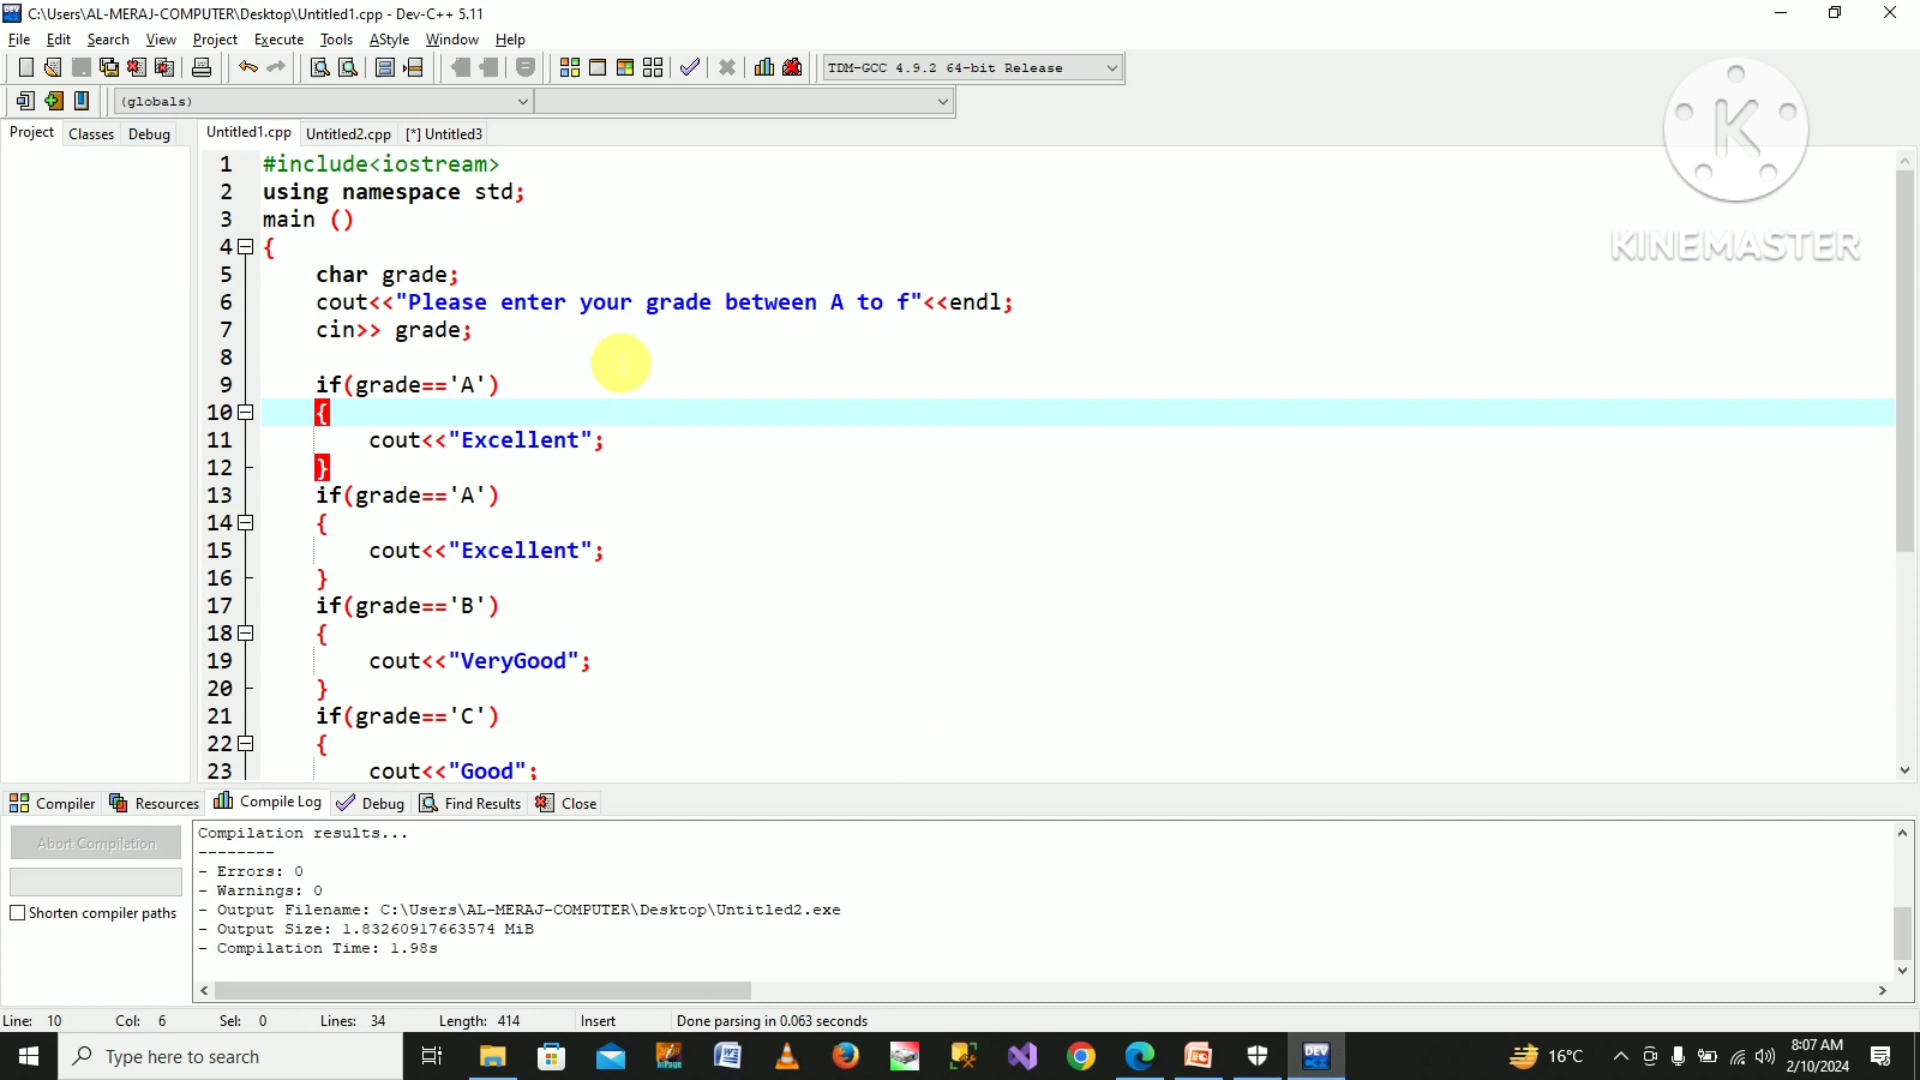 C:\Users\AL-MERAJ-COMPUTER\Desktop\Untitled1.cpp - Dev-C++ 5.11
File Edit Search View Project Execute Tools AStyle Window Help
TDM-GCC 4.9.2 64-bit Release
(globals)
Project Classes Debug Untitled1.cpp Untitled2.cpp [*] Untitled3
K
KINEMASTER
1 #include<iostream>
2 using namespace std;
3 main ()
4 {
5 char grade;
6 cout<<"Please enter your grade between A to f"<<endl;
7 cin>> grade;
8
9 if(grade=='A')
10 {
11 cout<<"Excellent";
12 }
13 if(grade=='A')
14 {
15 cout<<"Excellent";
16 }
17 if(grade=='B')
18 {
19 cout<<"VeryGood";
20 }
21 if(grade=='C')
22 {
23 cout<<"Good";
Compiler Resources Compile Log Debug Find Results Close
Abort Compilation
Shorten compiler paths
Compilation results...
--------
- Errors: 0
- Warnings: 0
- Output Filename: C:\Users\AL-MERAJ-COMPUTER\Desktop\Untitled2.exe
- Output Size: 1.83260917663574 MiB
- Compilation Time: 1.98s
Line: 10 Col: 6 Sel: 0 Lines: 34 Length: 414 Insert Done parsing in 0.063 seconds
Type here to search
DEV
16°C
8:07 AM
2/10/2024